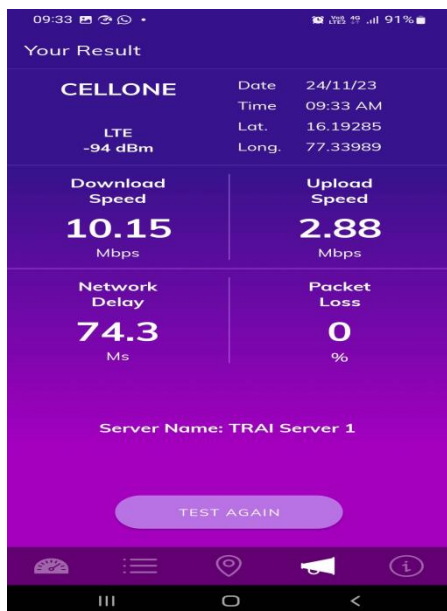 09:33
91%
Your Result
CELLONE
LTE
-94 dBm
Date 24/11/23
Time 09:33 AM
Lat. 16.19285
Long. 77.33989
Download
Speed
10.15
Mbps
Upload
Speed
2.88
Mbps
Network
Delay
74.3
Ms
Packet
Loss
0
%
Server Name: TRAI Server 1
TEST AGAIN